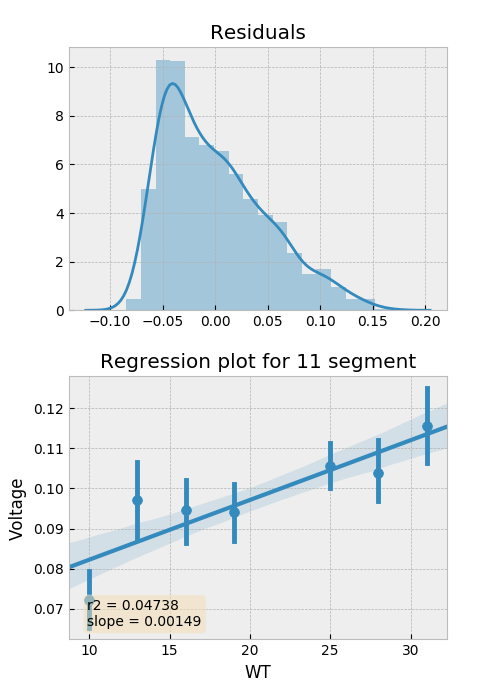 Residuals
10
8
6
4
2
0
−0.10 −0.05 0.00 0.05 0.10 0.15 0.20
Regression plot for 11 segment
0.12
0.11
0.10
0.09
0.08
0.07
Voltage
r2 = 0.04738
slope = 0.00149
10 15 20 25 30
WT